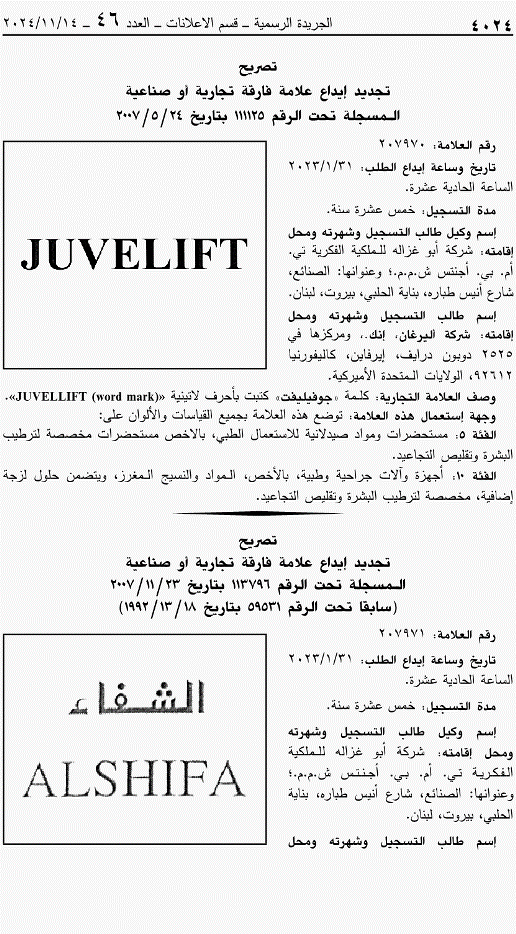 ٤٠٢٤ الجريدة الرسمية ــ قسم الاعلانات ــ العدد ٤٦ ــ ٢٠٢٤/١١/١٤
تصريح
تجديد إيداع علامة فارقة تجارية أو صناعية
المسجلة تحت الرقم ١١١١٢٥ بتاريخ ٢٠٠٧/٥/٢٤
رقم العلامة: ٢٠٧٩٧٠
تاريخ وساعة إيداع الطلب: ٢٠٢٣/١/٣١
الساعة الحادية عشرة.
مدة التسجيل: خمس عشرة سنة.
إسم وكيل طالب التسجيل وشهرته ومحل
إقامته: شركة أبو غزاله للملكية الفكرية تي.
أم. بي. أجنتس ش.م.م.؛ وعنوانها: الصنائع،
شارع أنيس طباره، بناية الحلبي، بيروت، لبنان.
إسم طالب التسجيل وشهرته ومحل
إقامته: شركة اليرغان، إنك.، ومركزها في
٢٥٢٥ دوبون درايف، إيرفاين، كاليفورنيا
٩٢٦١٢، الولايات المتحدة الأميركية.
JUVELIFT
وصف العلامة التجارية: كلمة «جوفيليفت» كتبت بأحرف لاتينية «JUVELLIFT (word mark)».
وجهة إستعمال هذه العلامة: توضع هذه العلامة بجميع القياسات والألوان على:
الفئة ٥: مستحضرات ومواد صيدلانية للاستعمال الطبي، بالاخص مستحضرات مخصصة لترطيب
البشرة وتقليص التجاعيد.
الفئة ١٠: أجهزة وآلات جراحية وطبية، بالأخص، المواد والنسيج المغرز، ويتضمن حلول لزجة
إضافية، مخصصة لترطيب البشرة وتقليص التجاعيد.
تصريح
تجديد إيداع علامة فارقة تجارية أو صناعية
المسجلة تحت الرقم ١١٣٧٩٦ بتاريخ ٢٠٠٧/١١/٢٣
(سابقا تحت الرقم ٥٩٥٣١ بتاريخ ١٩٩٢/١٣/١٨)
رقم العلامة: ٢٠٧٩٧١
تاريخ وساعة إيداع الطلب: ٢٠٢٣/١/٣١
الساعة الحادية عشرة.
مدة التسجيل: خمس عشرة سنة.
إسم وكيل طالب التسجيل وشهرته
ومحل إقامته: شركة أبو غزاله للملكية
الفكرية تي. أم. بي. أجنتس ش.م.م.؛
وعنوانها: الصنائع، شارع أنيس طباره، بناية
الحلبي، بيروت، لبنان.
إسم طالب التسجيل وشهرته ومحل
الشفاء
ALSHIFA